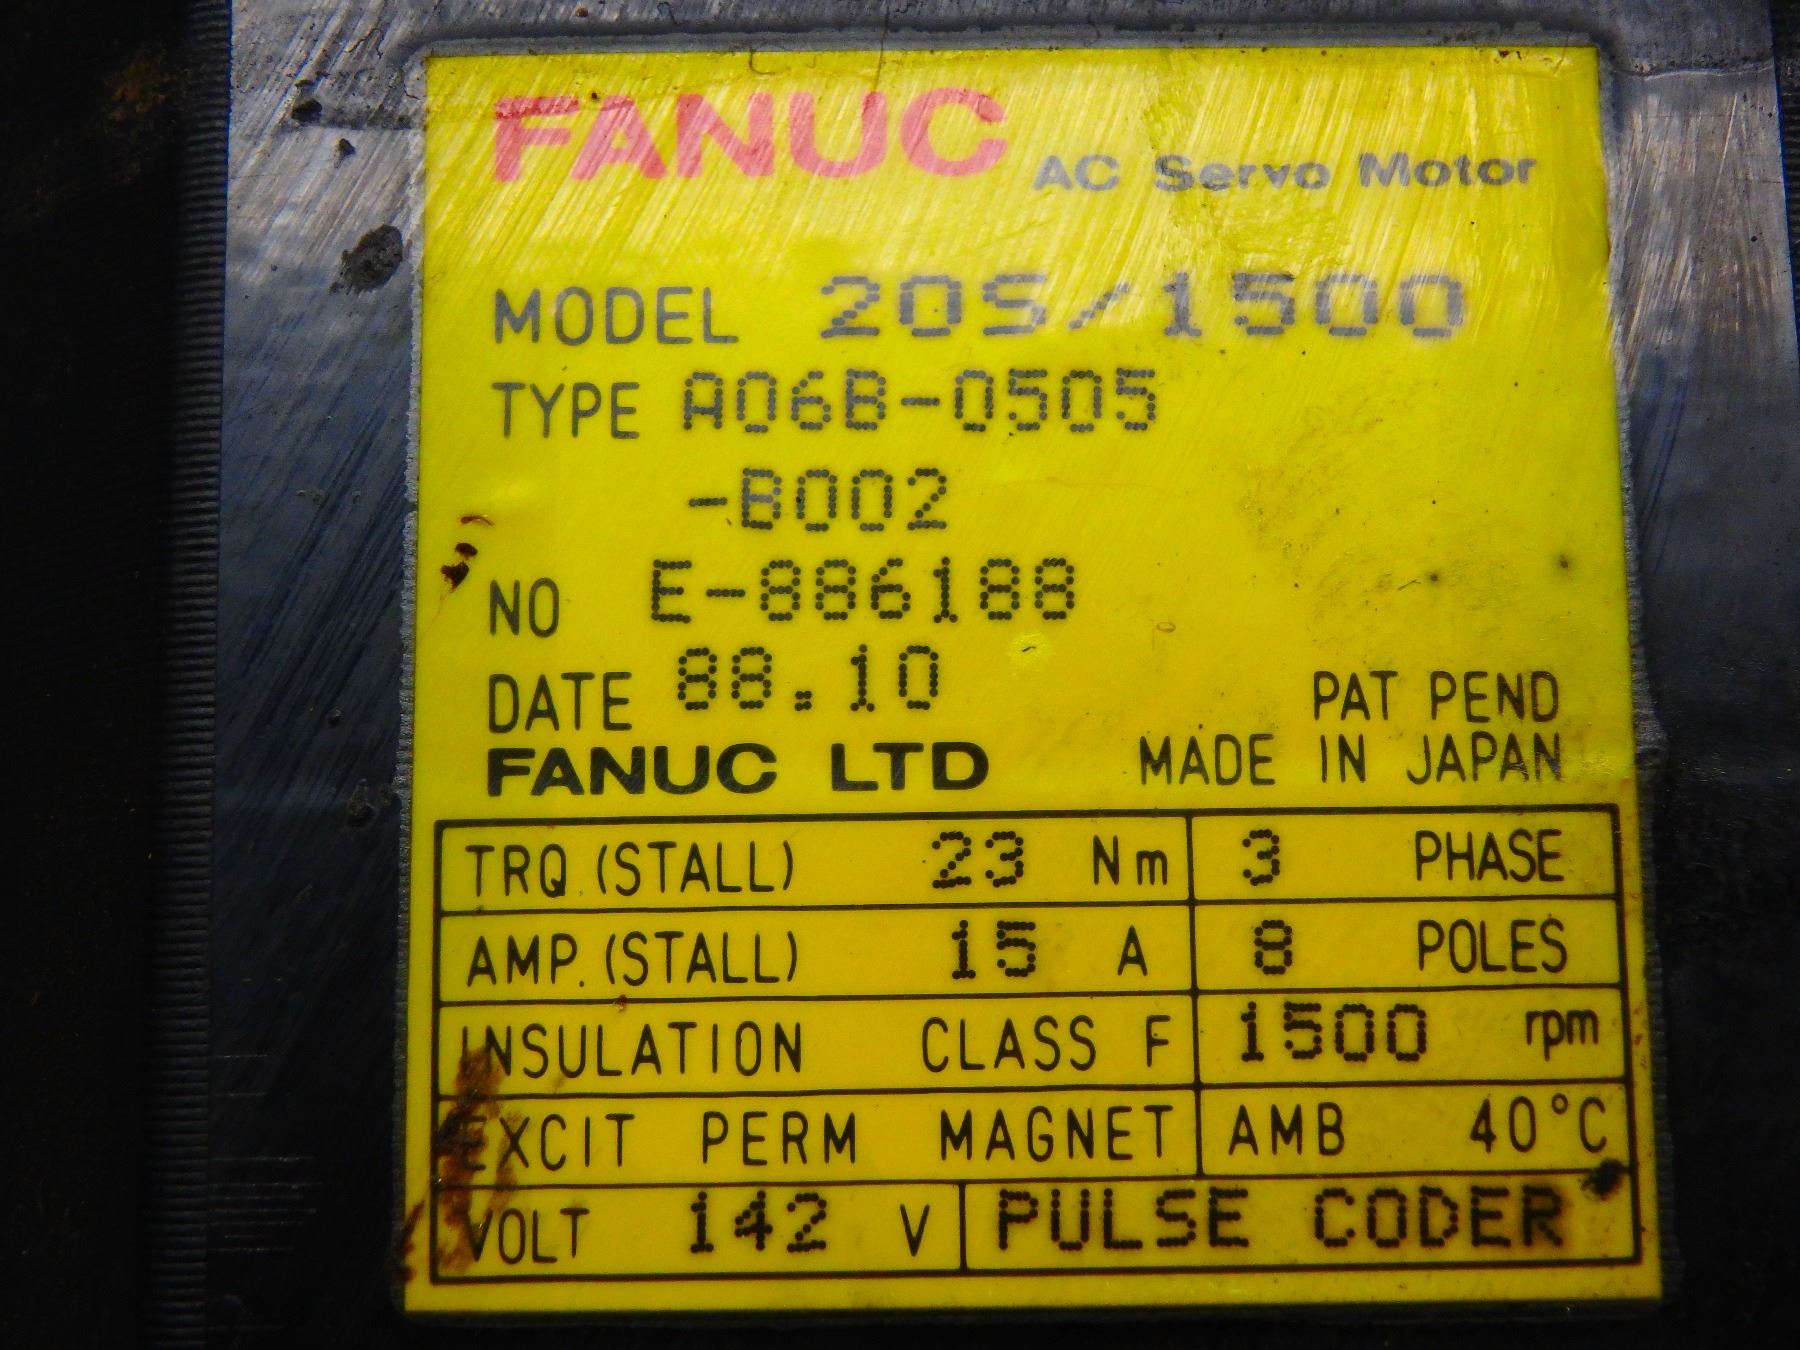 FANUC AC Servo Motor
MODEL 20S/1500
TYPE A06B-0505
-B002
NO E-886188
DATE 88.10
PAT PEND
FANUC LTD MADE IN JAPAN
TRQ.(STALL) 23 Nm 3 PHASE
AMP.(STALL) 15 A 8 POLES
INSULATION CLASS F 1500 rpm
EXCIT PERM MAGNET AMB 40°C
VOLT 142 V PULSE CODER